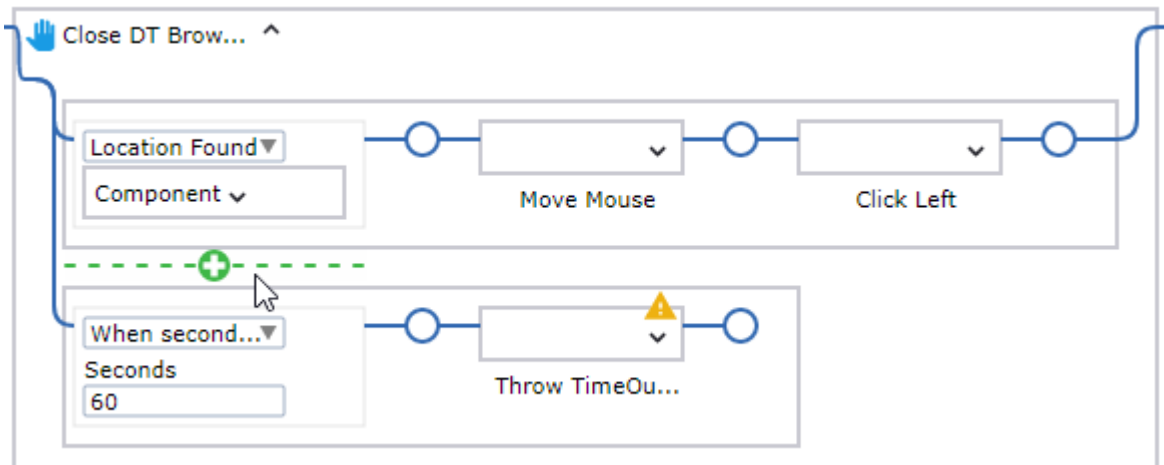 Close DT Brow...
Location Found
Component
Move Mouse
Click Left
When second...
Seconds
60
Throw TimeOu...